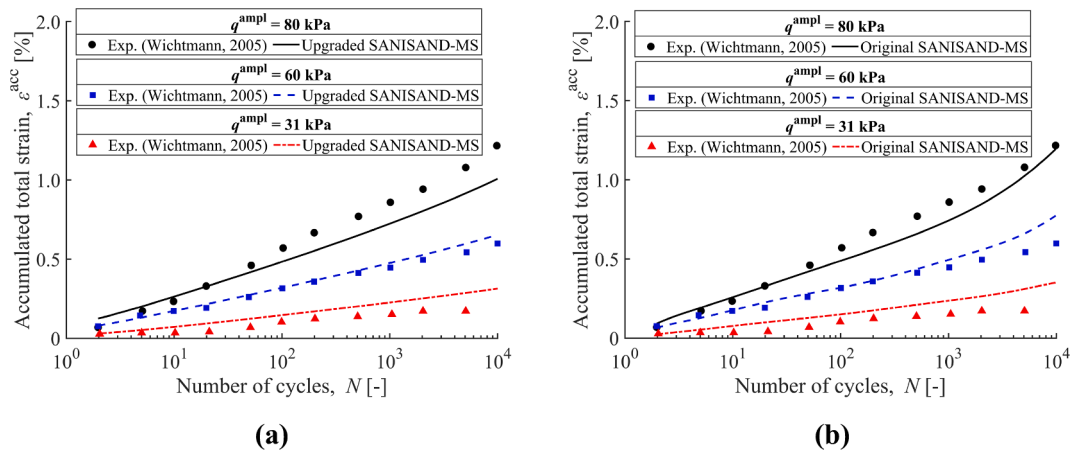 q^ampl = 80 kPa
Exp. (Wichtmann, 2005) Upgraded SANISAND-MS
q^ampl = 60 kPa
Exp. (Wichtmann, 2005) Upgraded SANISAND-MS
q^ampl = 31 kPa
Exp. (Wichtmann, 2005) Upgraded SANISAND-MS
Accumulated total strain, ε^acc [%]
2.0
1.5
1.0
0.5
0
10^0 10^1 10^2 10^3 10^4
Number of cycles, N [-]
(a)
q^ampl = 80 kPa
Exp. (Wichtmann, 2005) Original SANISAND-MS
q^ampl = 60 kPa
Exp. (Wichtmann, 2005) Original SANISAND-MS
q^ampl = 31 kPa
Exp. (Wichtmann, 2005) Original SANISAND-MS
Accumulated total strain, ε^acc [%]
2.0
1.5
1.0
0.5
0
10^0 10^1 10^2 10^3 10^4
Number of cycles, N [-]
(b)